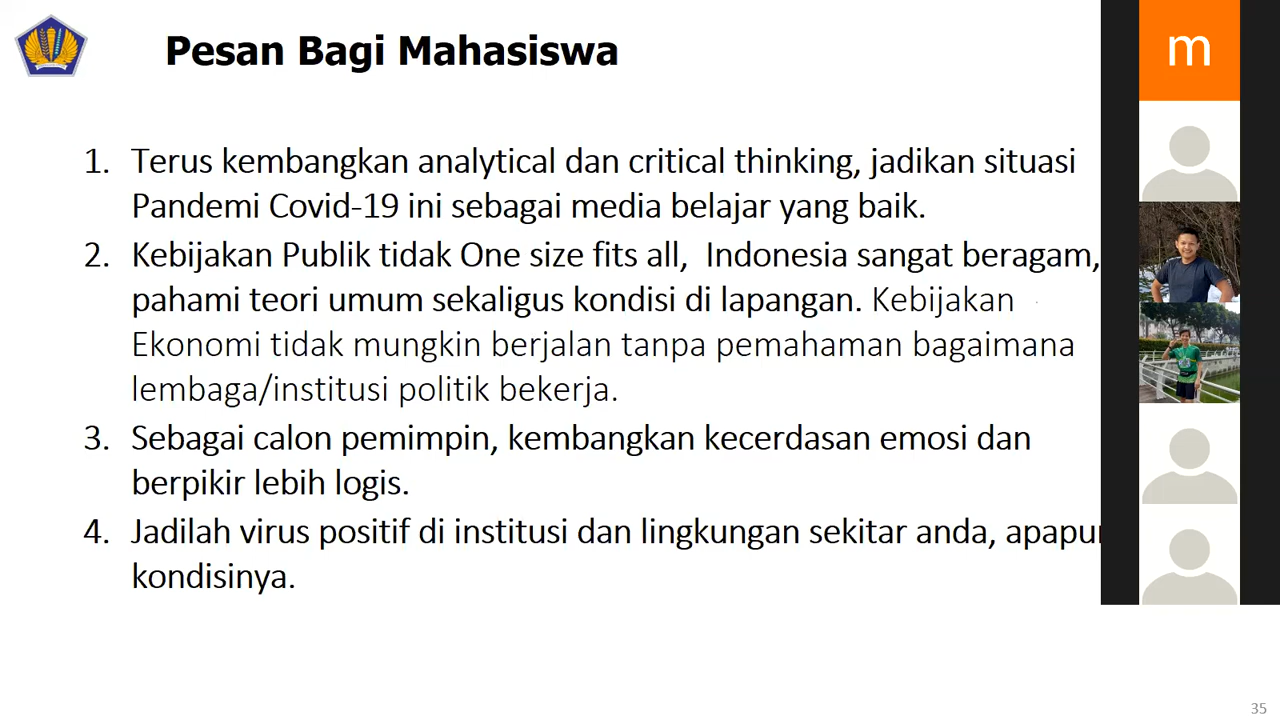 Pesan Bagi Mahasiswa
m
1. Terus kembangkan analytical dan critical thinking, jadikan situasi
Pandemi Covid-19 ini sebagai media belajar yang baik.
2. Kebijakan Publik tidak One size fits all, Indonesia sangat beragam,
pahami teori umum sekaligus kondisi di lapangan. Kebijakan
Ekonomi tidak mungkin berjalan tanpa pemahaman bagaimana
lembaga/institusi politik bekerja.
3. Sebagai calon pemimpin, kembangkan kecerdasan emosi dan
berpikir lebih logis.
4. Jadilah virus positif di institusi dan lingkungan sekitar anda,
kondisinya.
35